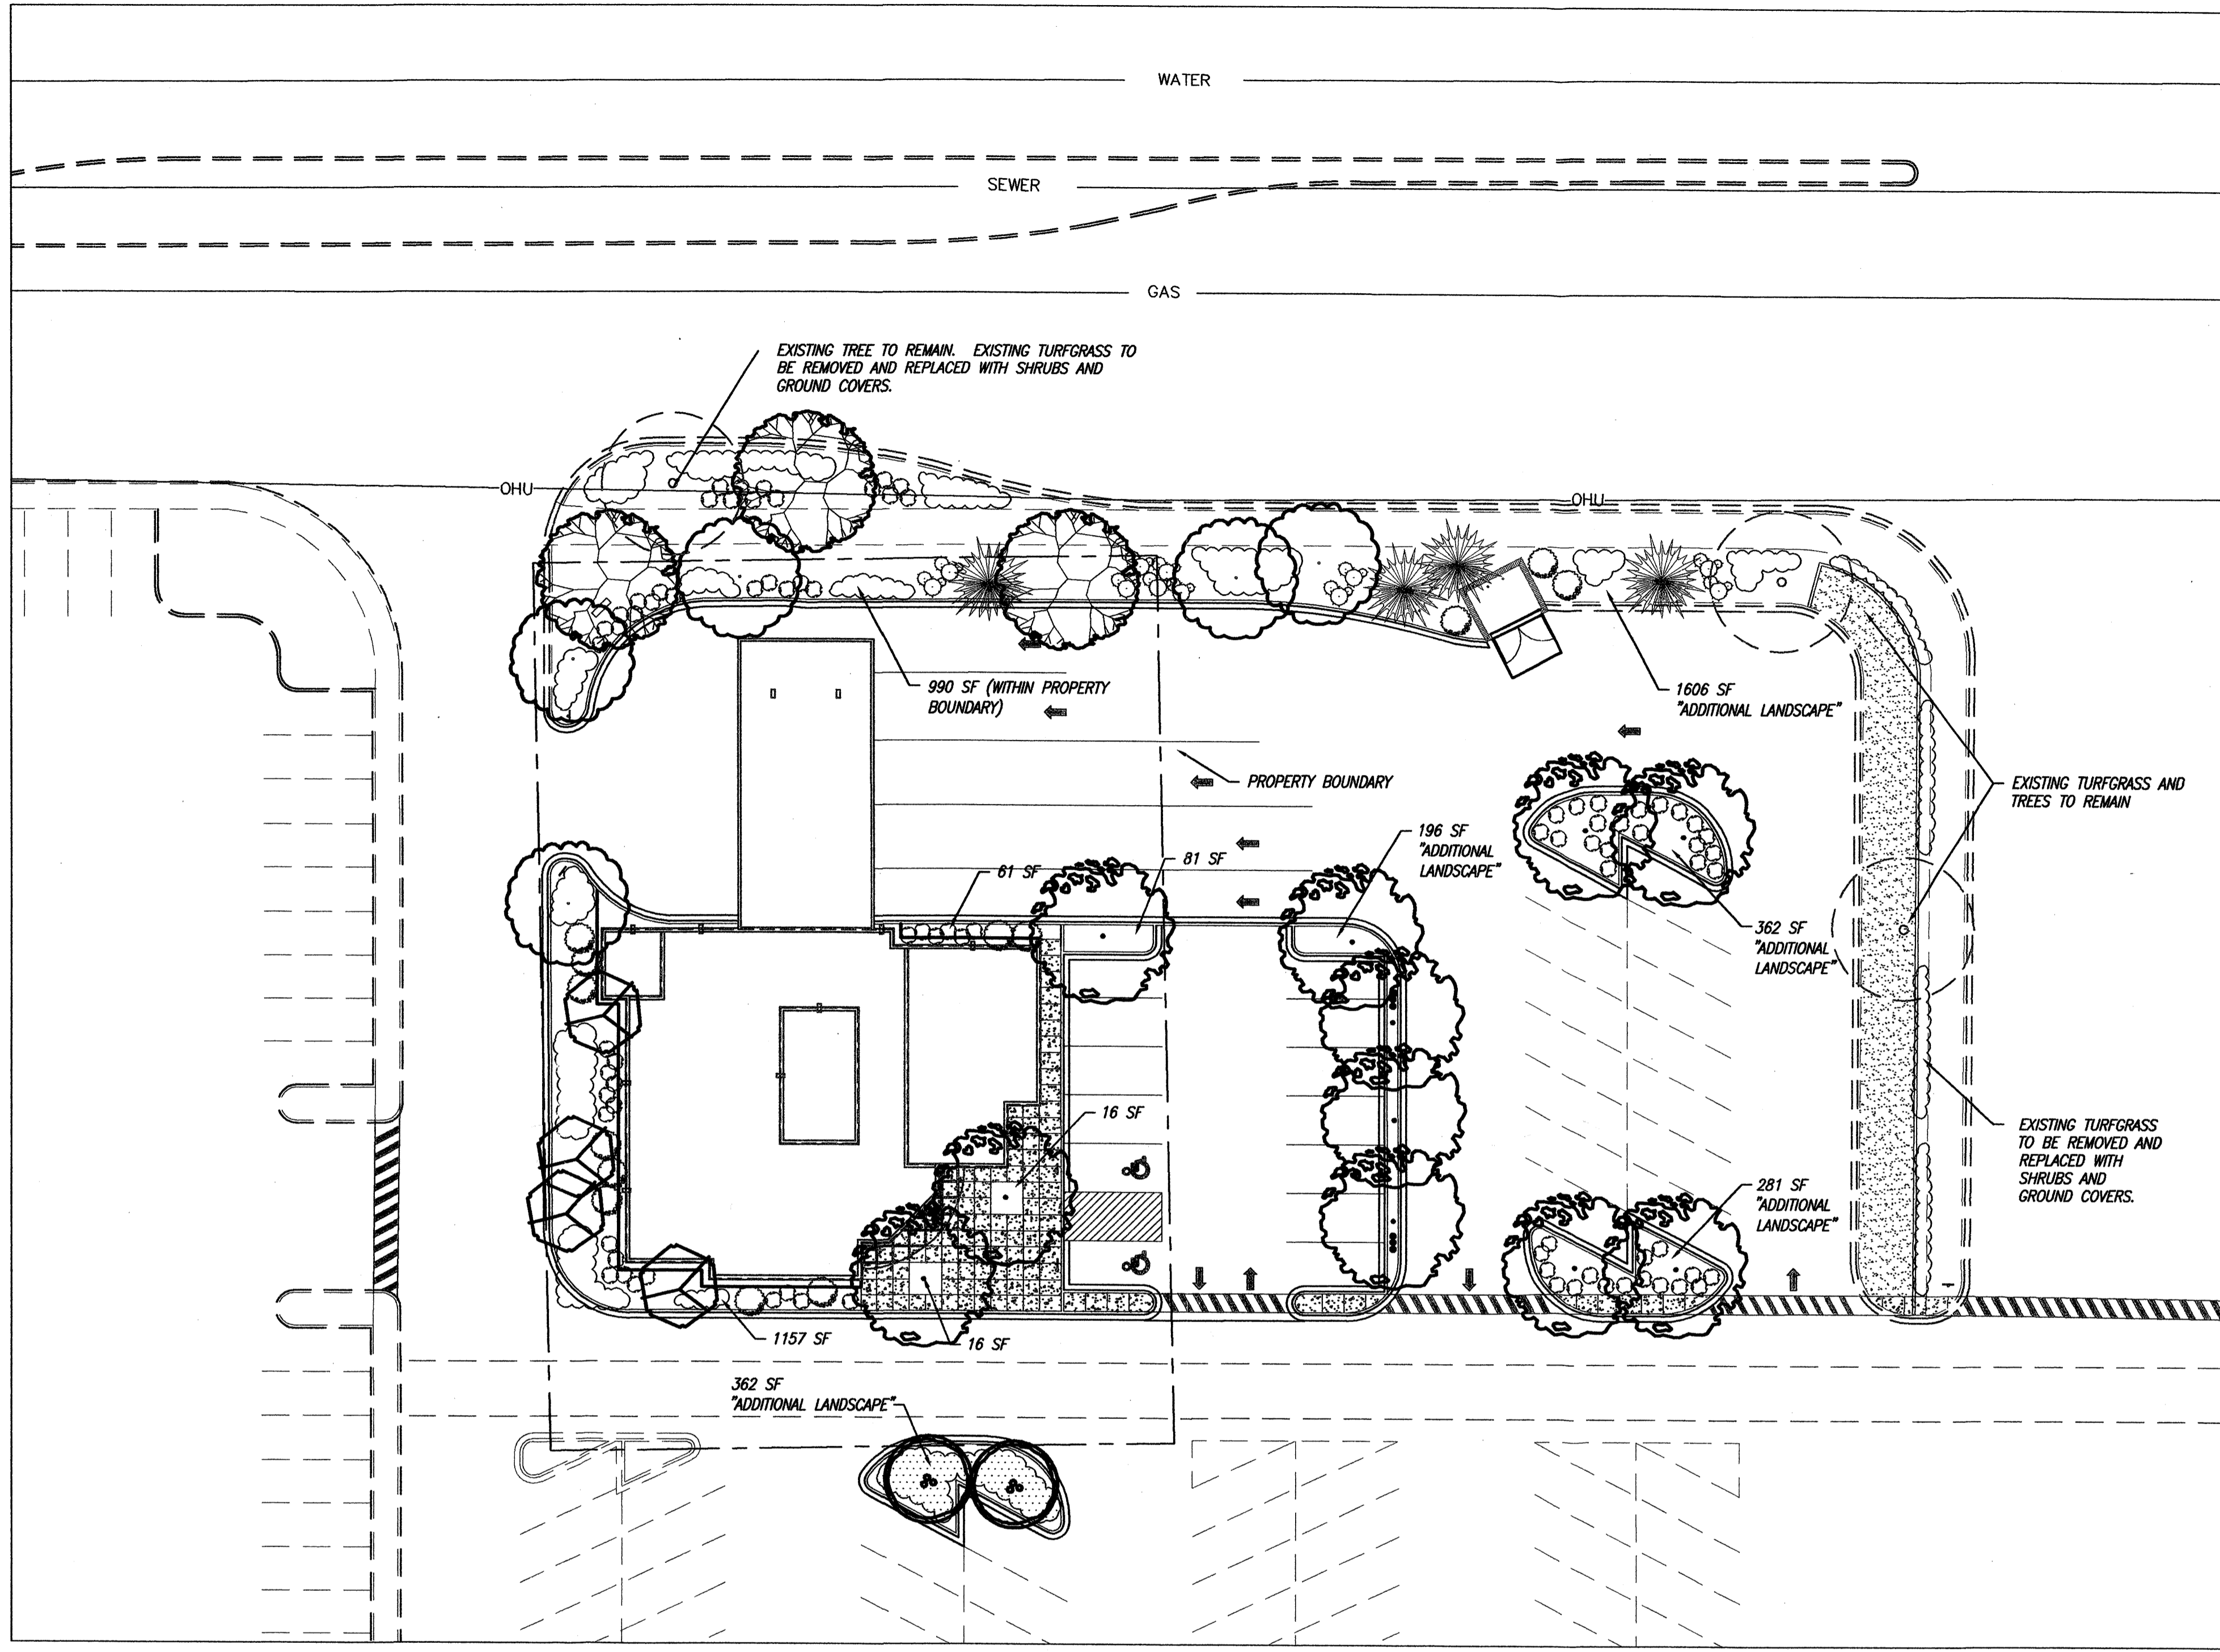 WATER
SEWER
GAS
EXISTING TREE TO REMAIN. EXISTING TURFGRASS TO
BE REMOVED AND REPLACED WITH SHRUBS AND
GROUND COVERS.
OHU
OHU
990 SF (WITHIN PROPERTY
BOUNDARY)
1606 SF
"ADDITIONAL LANDSCAPE"
PROPERTY BOUNDARY
EXISTING TURFGRASS AND
TREES TO REMAIN
196 SF
"ADDITIONAL
LANDSCAPE"
81 SF
61 SF
362 SF
"ADDITIONAL
LANDSCAPE"
16 SF
EXISTING TURFGRASS
TO BE REMOVED AND
REPLACED WITH
SHRUBS AND
GROUND COVERS.
281 SF
"ADDITIONAL
LANDSCAPE"
1157 SF
16 SF
362 SF
"ADDITIONAL LANDSCAPE"